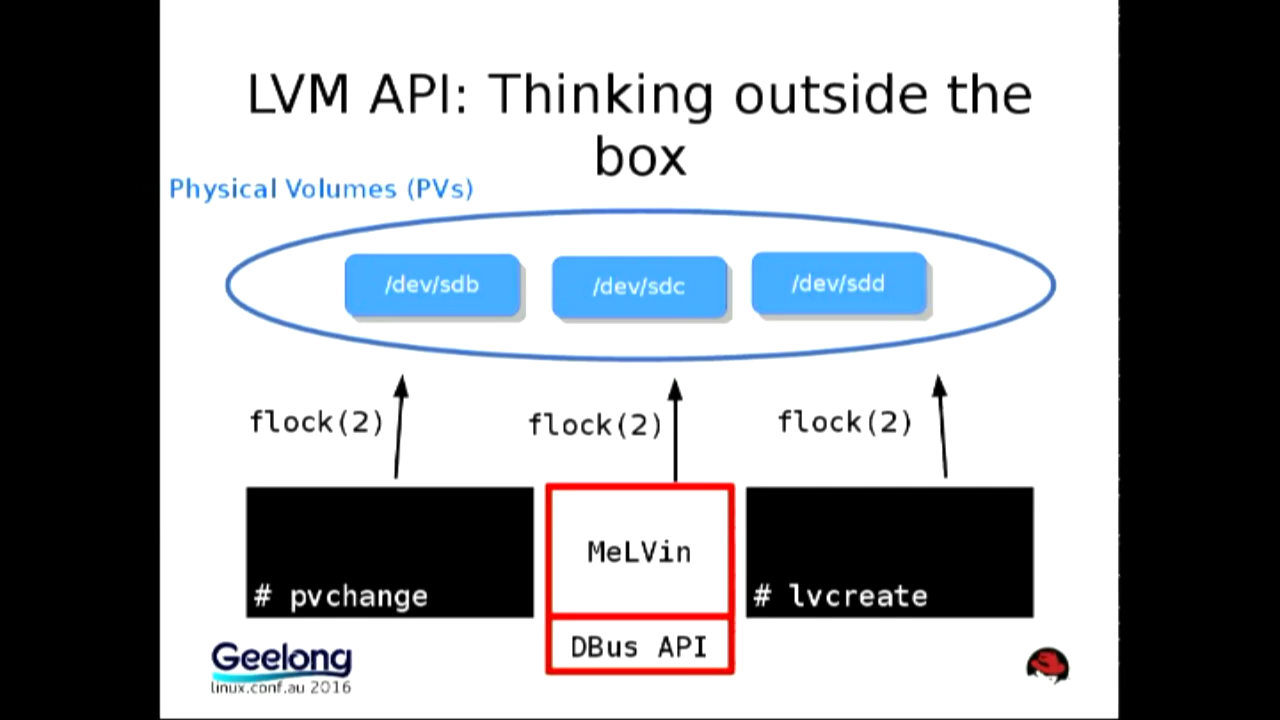 LVM API: Thinking outside the
box
Physical Volumes (PVs)
/dev/sdb
/dev/sdc
/dev/sdd
flock(2)
flock(2)
flock(2)
MeLVin
# pvchange
# lvcreate
DBus API
Geelong
linux.conf.au 2016